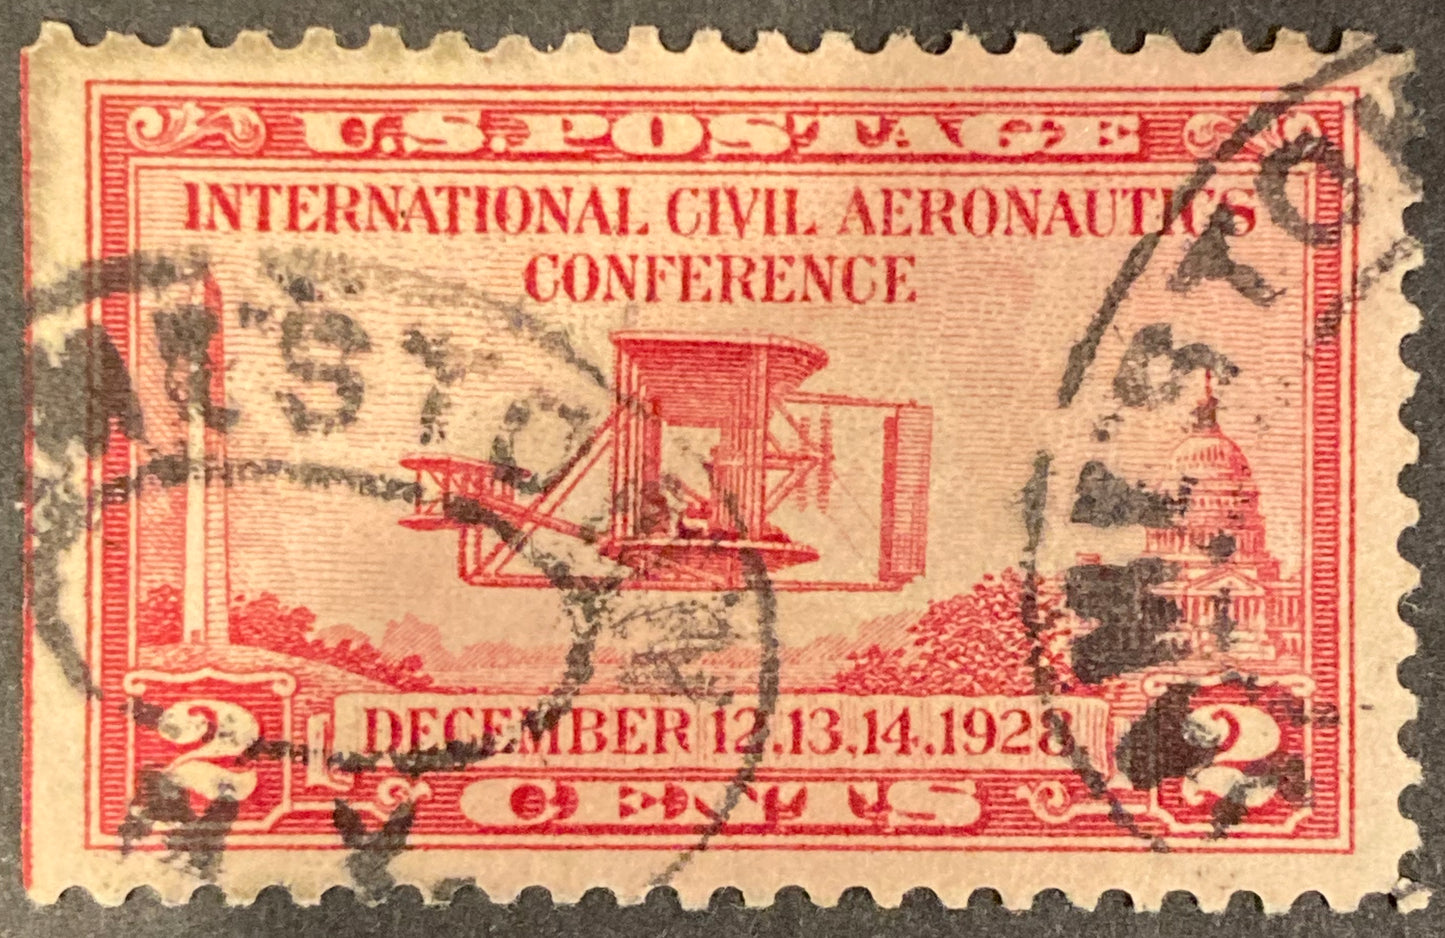 U.S. POSTAGE
INTERNATIONAL CIVIL AERONAUTICS
CONFERENCE
DECEMBER 12.13.14.1928
2 CENTS 2